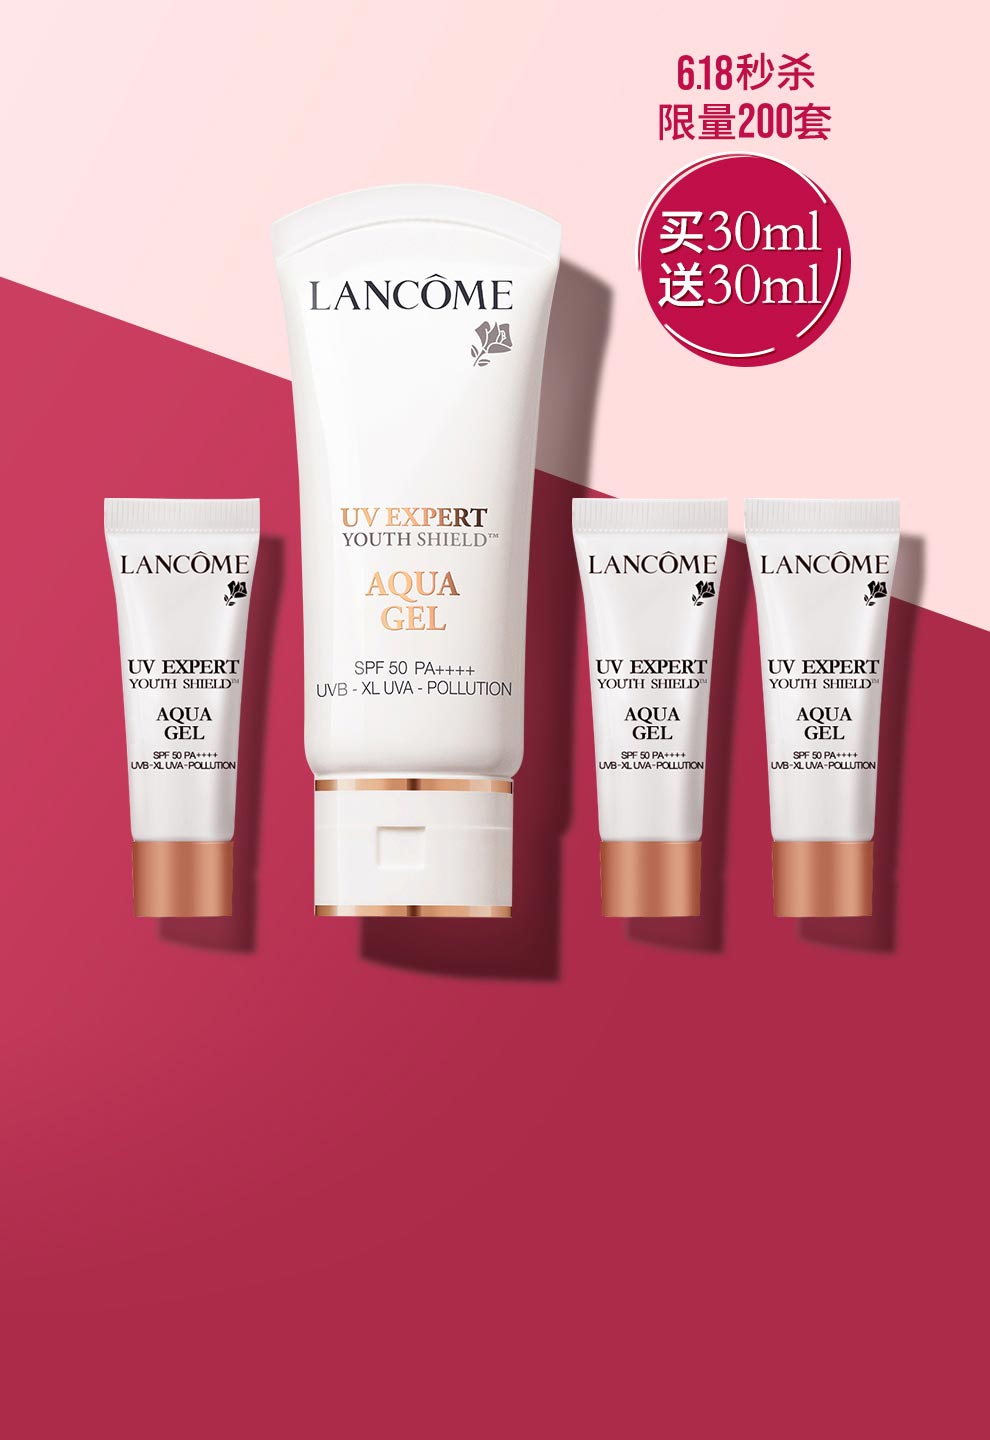 6.18秒杀
限量200套
买30ml
送30ml
LANCÔME
UV EXPERT
YOUTH SHIELD™
AQUA
GEL
SPF 50 PA++++
UVB - XL UVA - POLLUTION
LANCÔME
UV EXPERT
YOUTH SHIELD™
AQUA
GEL
SPF 50 PA++++
UVB-XL UVA-POLLUTION
LANCÔME
UV EXPERT
YOUTH SHIELD™
AQUA
GEL
SPF 50 PA++++
UVB-XL UVA-POLLUTION
LANCÔME
UV EXPERT
YOUTH SHIELD™
AQUA
GEL
SPF 50 PA++++
UVB-XL UVA-POLLUTION